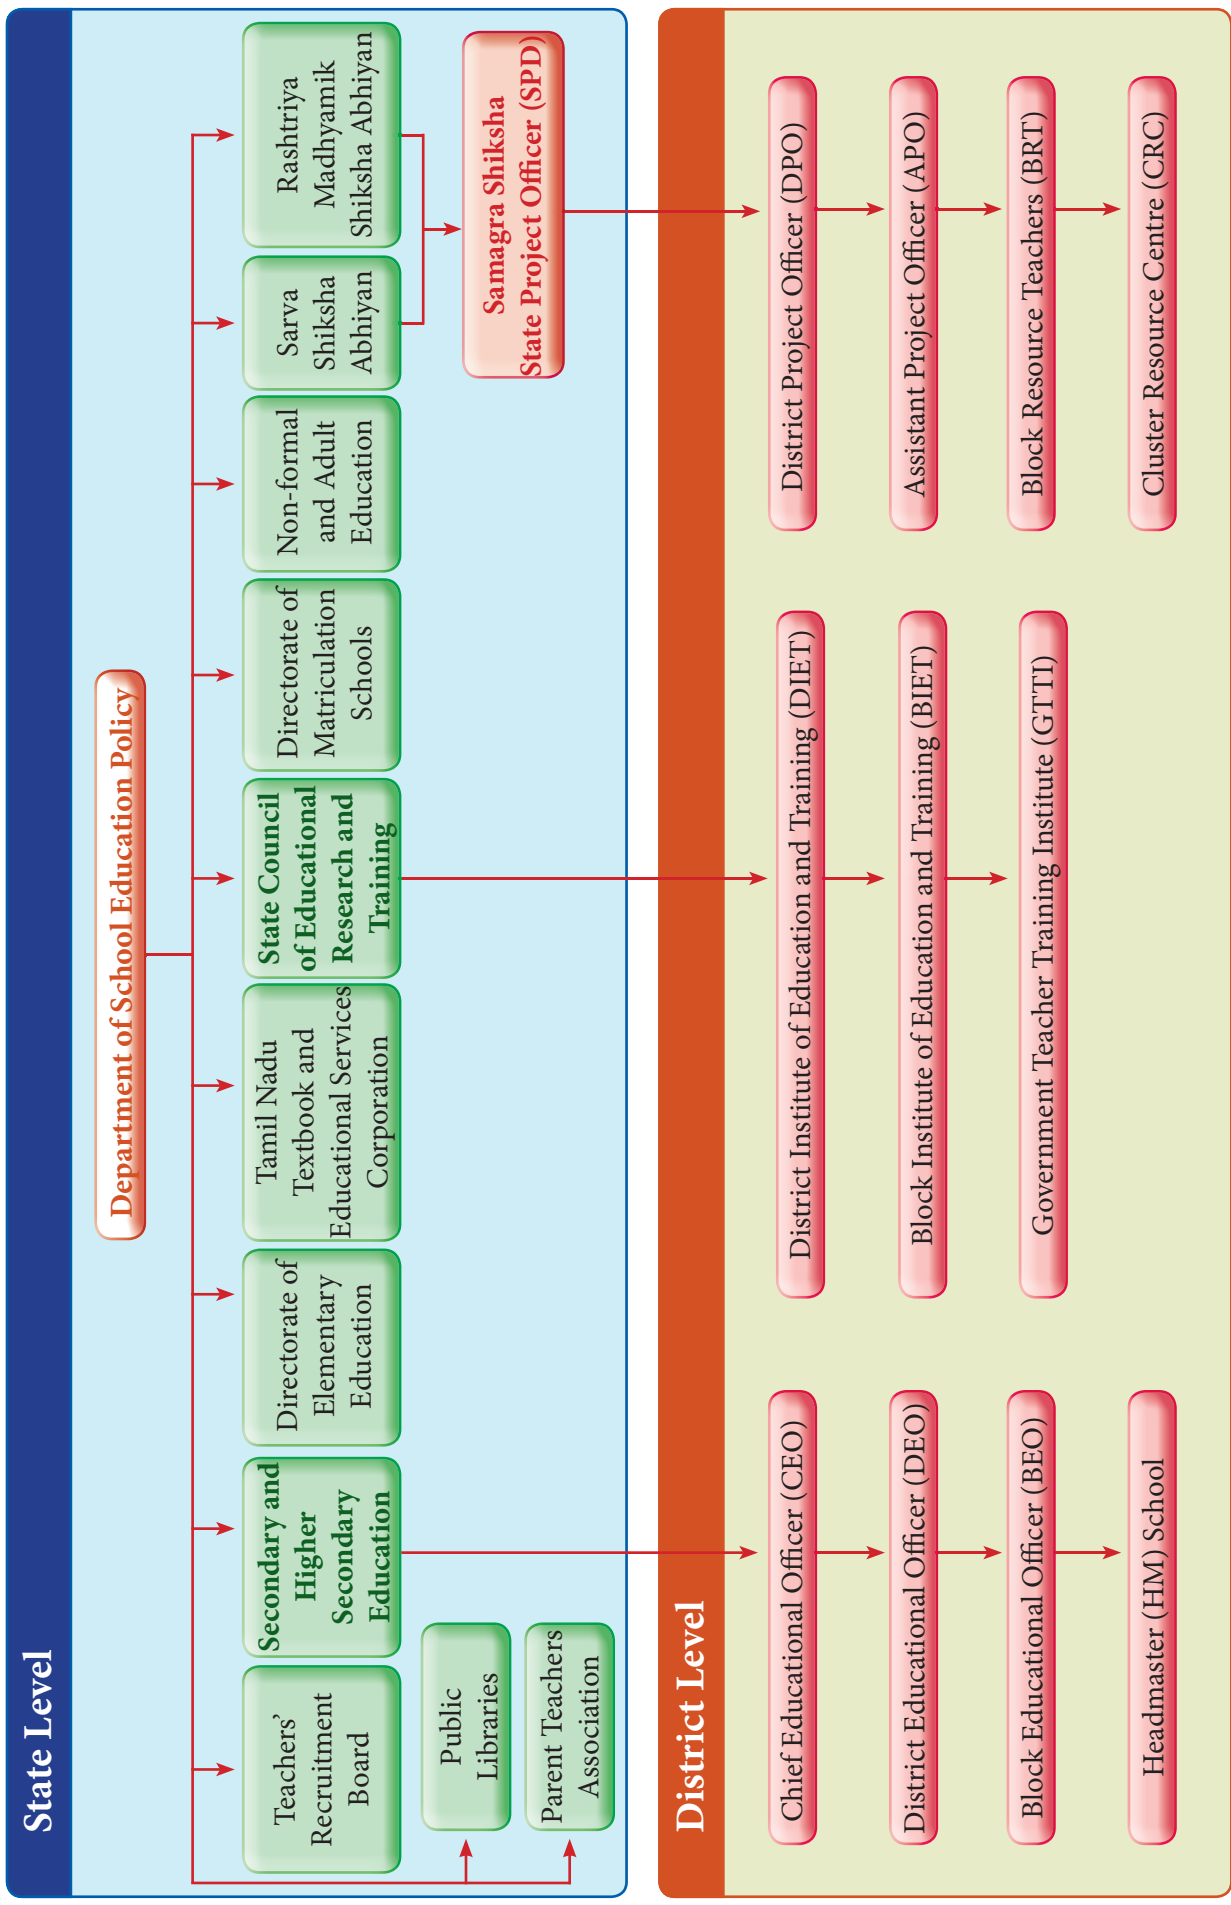 State Level
Department of School Education Policy
Teachers’
Recruitment
Board
Secondary and
Higher
Secondary
Education
Directorate of
Elementary
Education
Tamil Nadu
Textbook and
Educational Services
Corporation
State Council
of Educational
Research and
Training
Directorate of
Matriculation
Schools
Non-formal
and Adult
Education
Sarva
Shiksha
Abhiyan
Rashtriya
Madhyamik
Shiksha Abhiyan
Public
Libraries
Parent Teachers
Association
Samagra Shiksha
State Project Officer (SPD)
District Level
Chief Educational Officer (CEO)
District Educational Officer (DEO)
Block Educational Officer (BEO)
Headmaster (HM) School
District Institute of Education and Training (DIET)
Block Institute of Education and Training (BIET)
Government Teacher Training Institute (GTTI)
District Project Officer (DPO)
Assistant Project Officer (APO)
Block Resource Teachers (BRT)
Cluster Resource Centre (CRC)